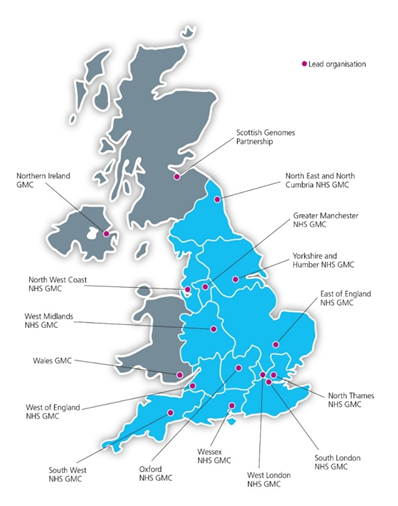 Lead organisation
Scottish Genomes
Partnership
Northern Ireland
GMC
North East and North
Cumbria NHS GMC
Greater Manchester
NHS GMC
Yorkshire and
Humber NHS GMC
North West Coast
NHS GMC
East of England
NHS GMC
West Midlands
NHS GMC
Wales GMC
West of England
NHS GMC
North Thames
NHS GMC
South West
NHS GMC
Oxford
NHS GMC
Wessex
NHS GMC
West London
NHS GMC
South London
NHS GMC